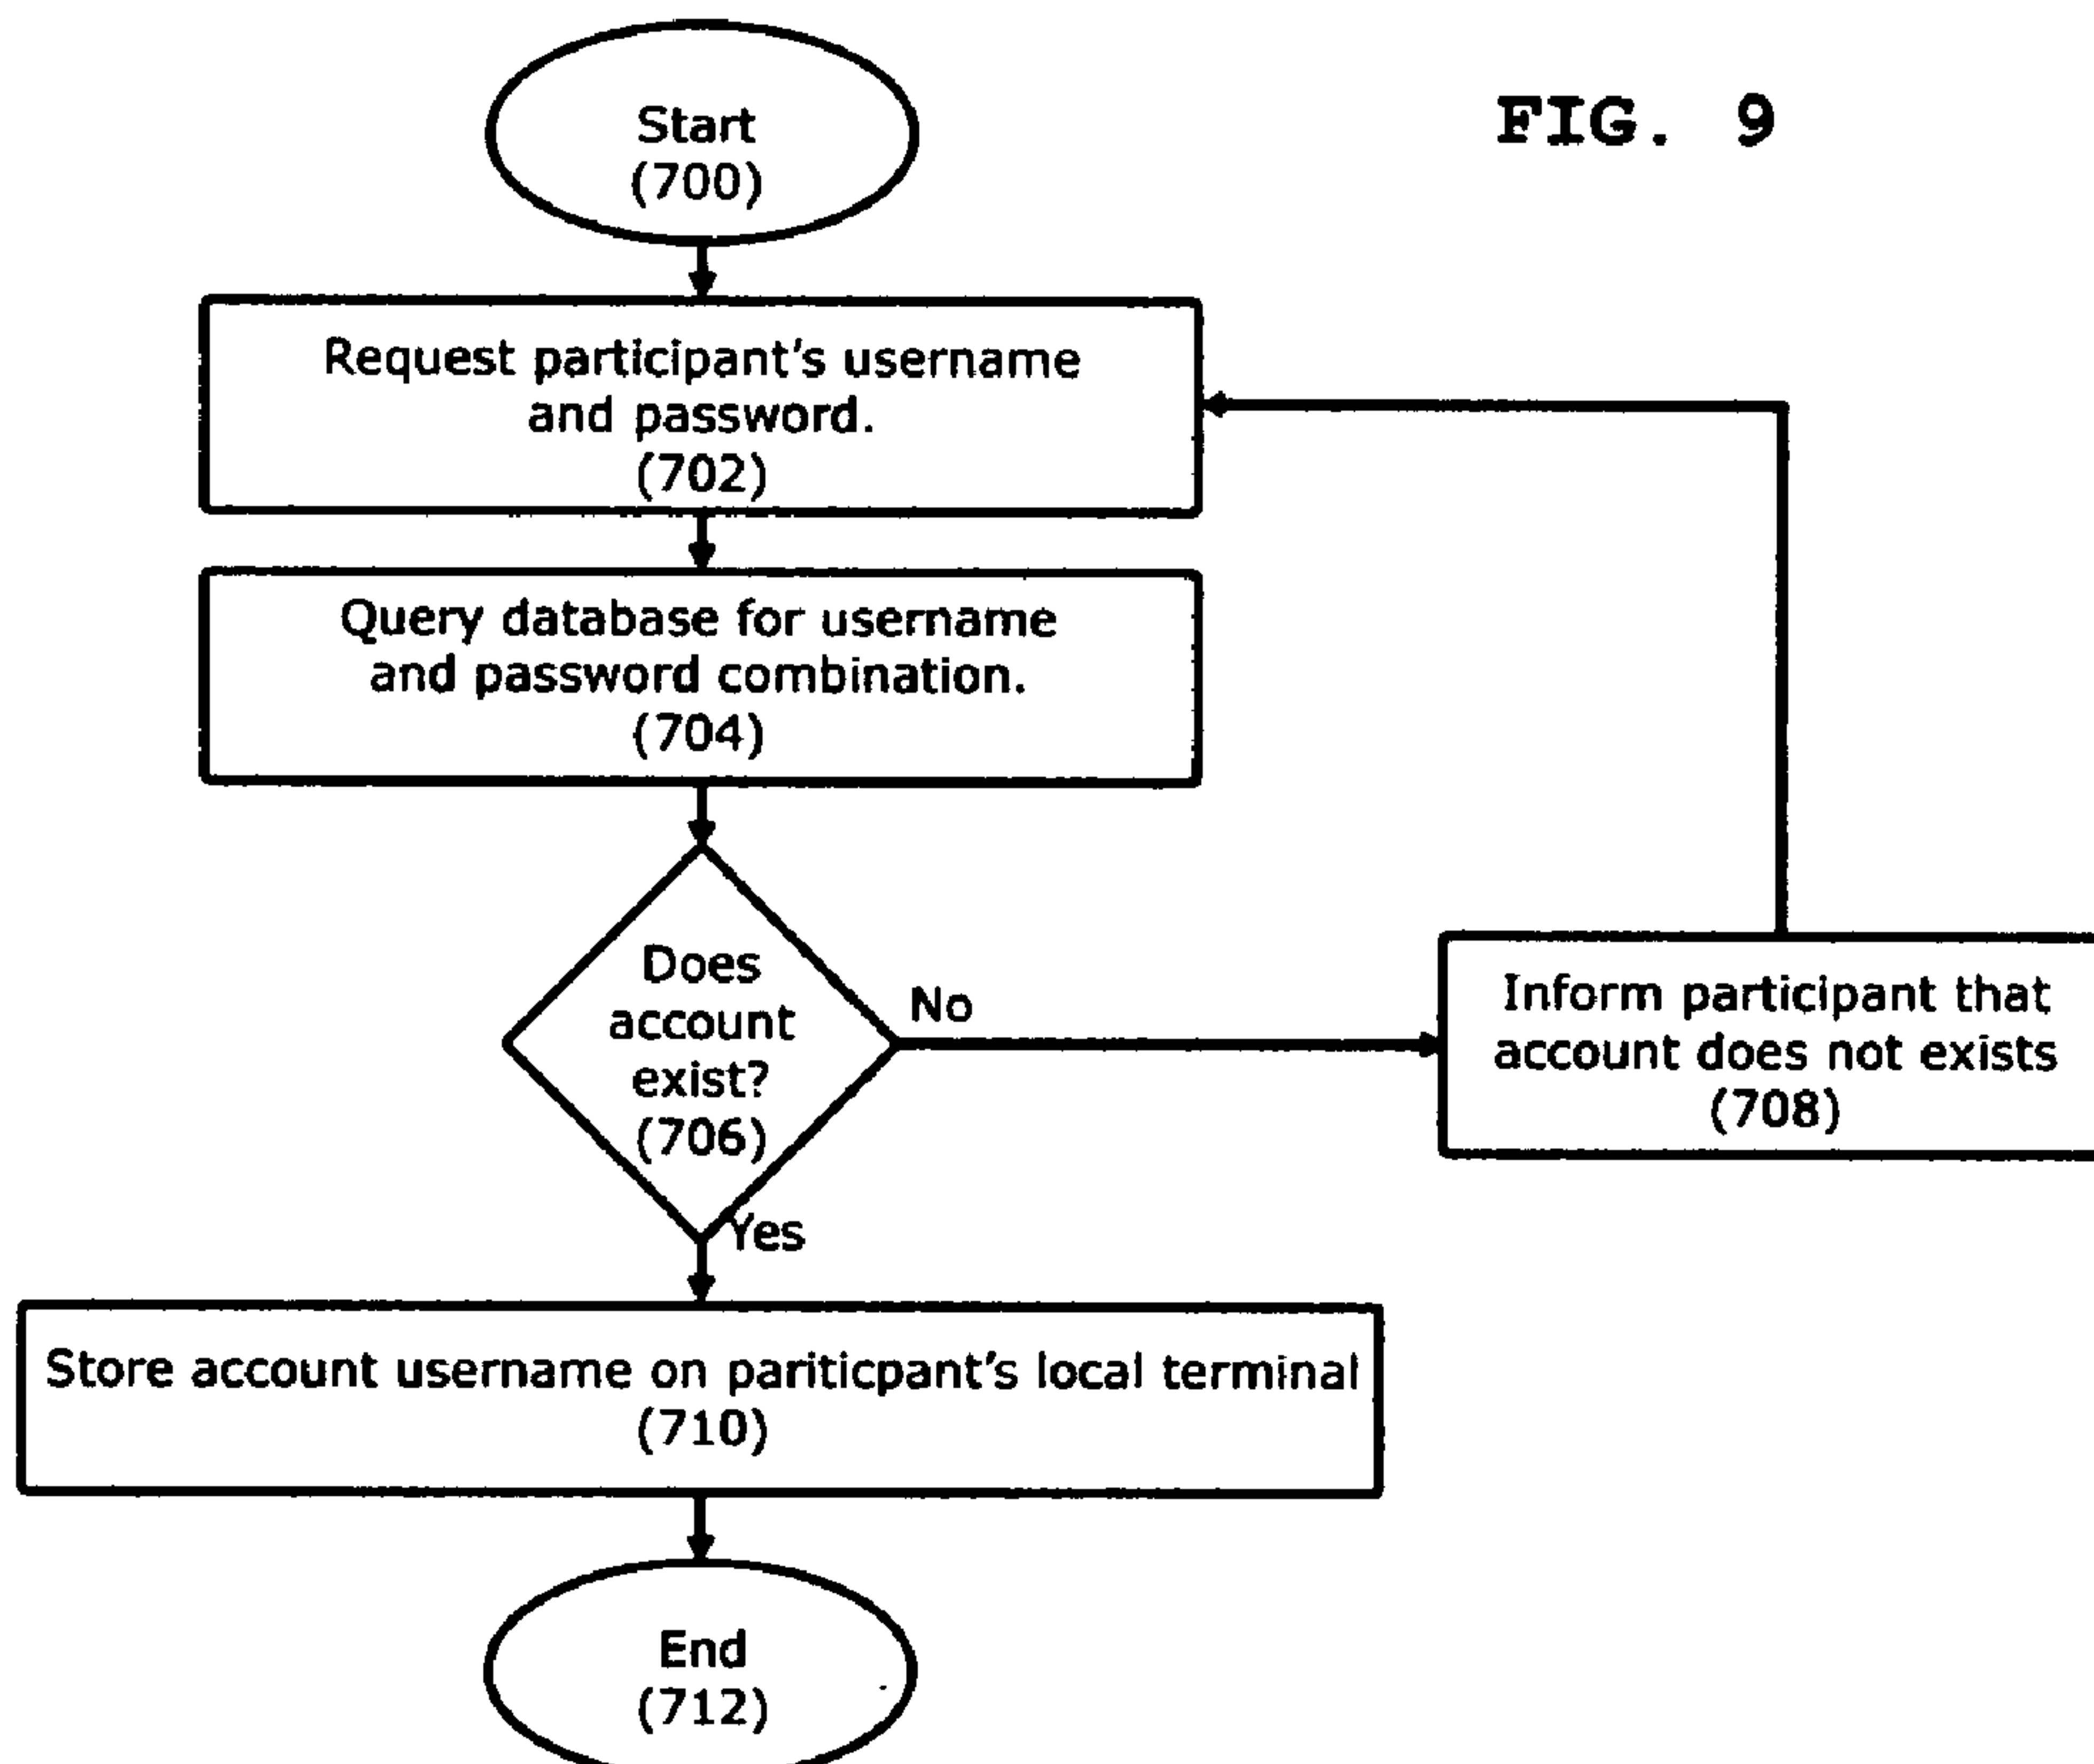 FIG. 9
Start
(700)
Request participant's username
and password.
(702)
Query database for username
and password combination.
(704)
Does
account
exist?
(706)
No
Inform participant that
account does not exists
(708)
Yes
Store account username on pariticpant's local terminal
(710)
End
(712)